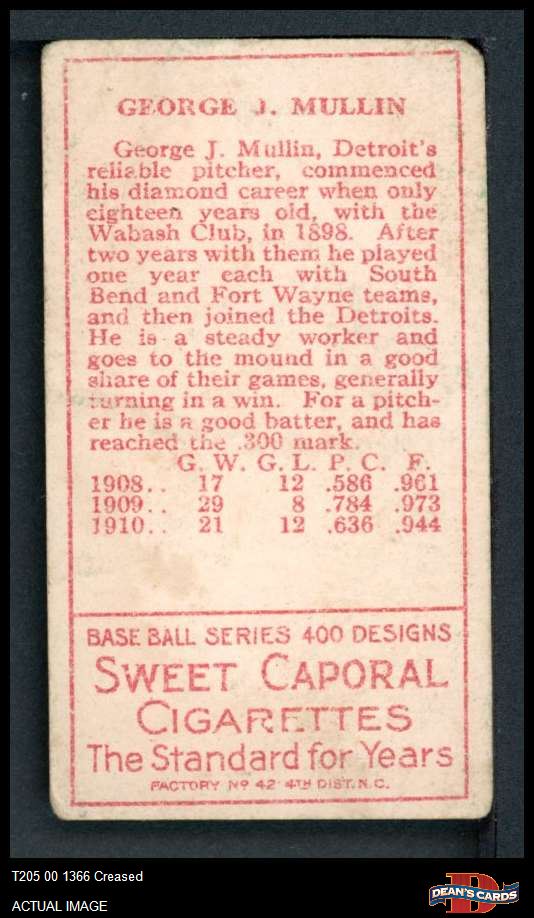 GEORGE J. MULLIN
George J. Mullin, Detroit's
reliable pitcher, commenced
his diamond career when only
eighteen years old, with the
Wabash Club, in 1898. After
two years with them he played
one year each with South
Bend and Fort Wayne teams,
and then joined the Detroits.
He is a steady worker and
goes to the mound in a good
share of their games, generally
turning in a win. For a pitch-
er he is a good batter, and has
reached the .300 mark.
G. W. G. L. P. C. F.
1908.. 17 12 .586 .961
1909.. 29 8 .784 .973
1910.. 21 12 .636 .944
BASE BALL SERIES 400 DESIGNS
SWEET CAPORAL
CIGARETTES
The Standard for Years
FACTORY Nº 42 4TH DIST. N.C.
T205 00 1366 Creased
ACTUAL IMAGE
DEAN'S CARDS